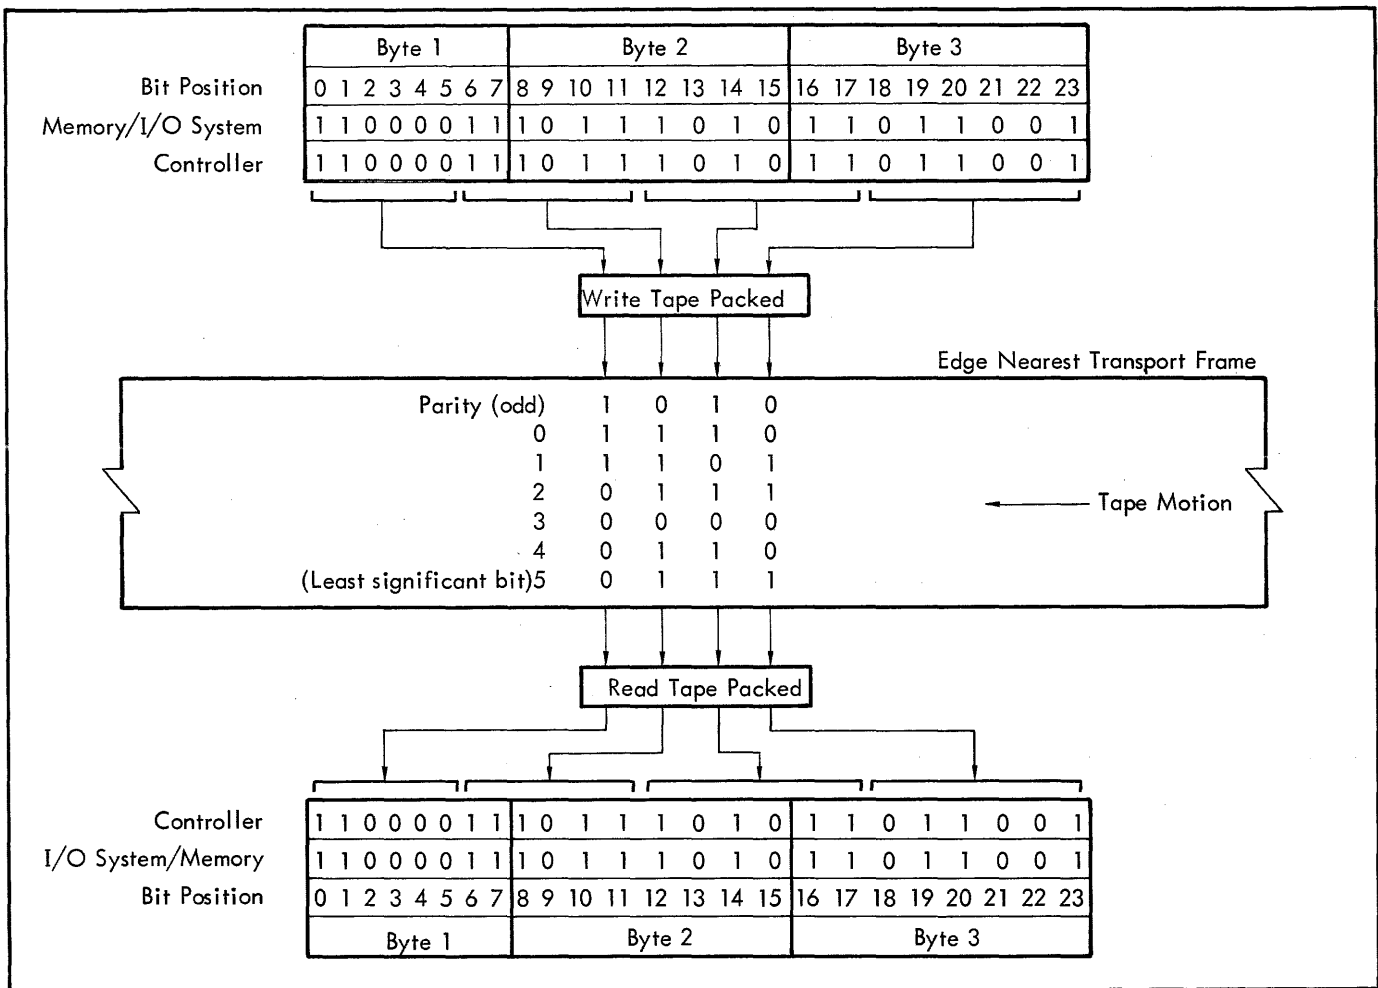 Byte 1 Byte 2 Byte 3
Bit Position 0 1 2 3 4 5 6 7 8 9 10 11 12 13 14 15 16 17 18 19 20 21 22 23
Memory/I/O System 1 1 0 0 0 0 1 1 1 0 1 1 1 0 1 0 1 1 0 1 1 0 0 1
Controller 1 1 0 0 0 0 1 1 1 0 1 1 1 0 1 0 1 1 0 1 1 0 0 1
Write Tape Packed
Edge Nearest Transport Frame
Parity (odd) 1 0 1 0
0 1 1 1 0
1 1 1 0 1
2 0 1 1 1 Tape Motion
3 0 0 0 0
4 0 1 1 0
(Least significant bit)5 0 1 1 1
Read Tape Packed
Controller 1 1 0 0 0 0 1 1 1 0 1 1 1 0 1 0 1 1 0 1 1 0 0 1
I/O System/Memory 1 1 0 0 0 0 1 1 1 0 1 1 1 0 1 0 1 1 0 1 1 0 0 1
Bit Position 0 1 2 3 4 5 6 7 8 9 10 11 12 13 14 15 16 17 18 19 20 21 22 23
Byte 1 Byte 2 Byte 3